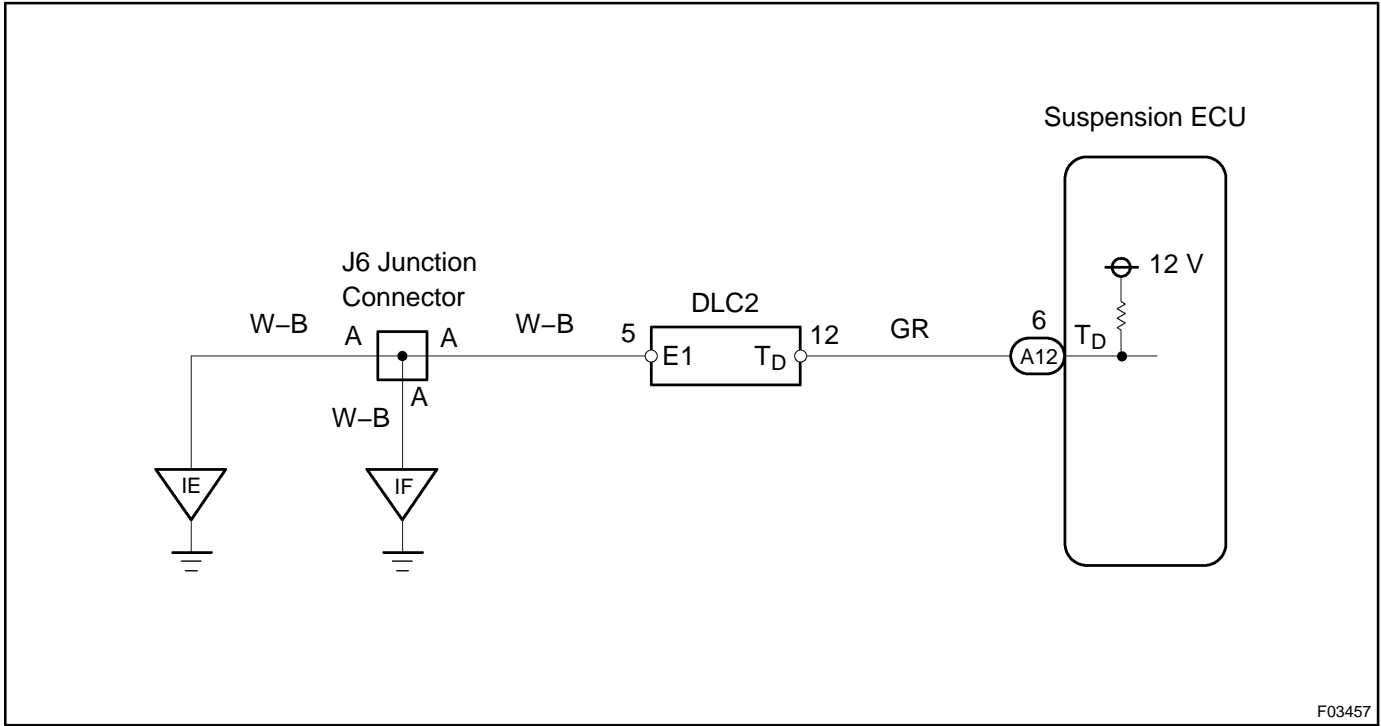 Suspension ECU
12 V
J6 Junction
Connector
DLC2
W–B
A
A
W–B
5
12
GR
6
E1
TD
A12
TD
A
W–B
IE
IF
F03457